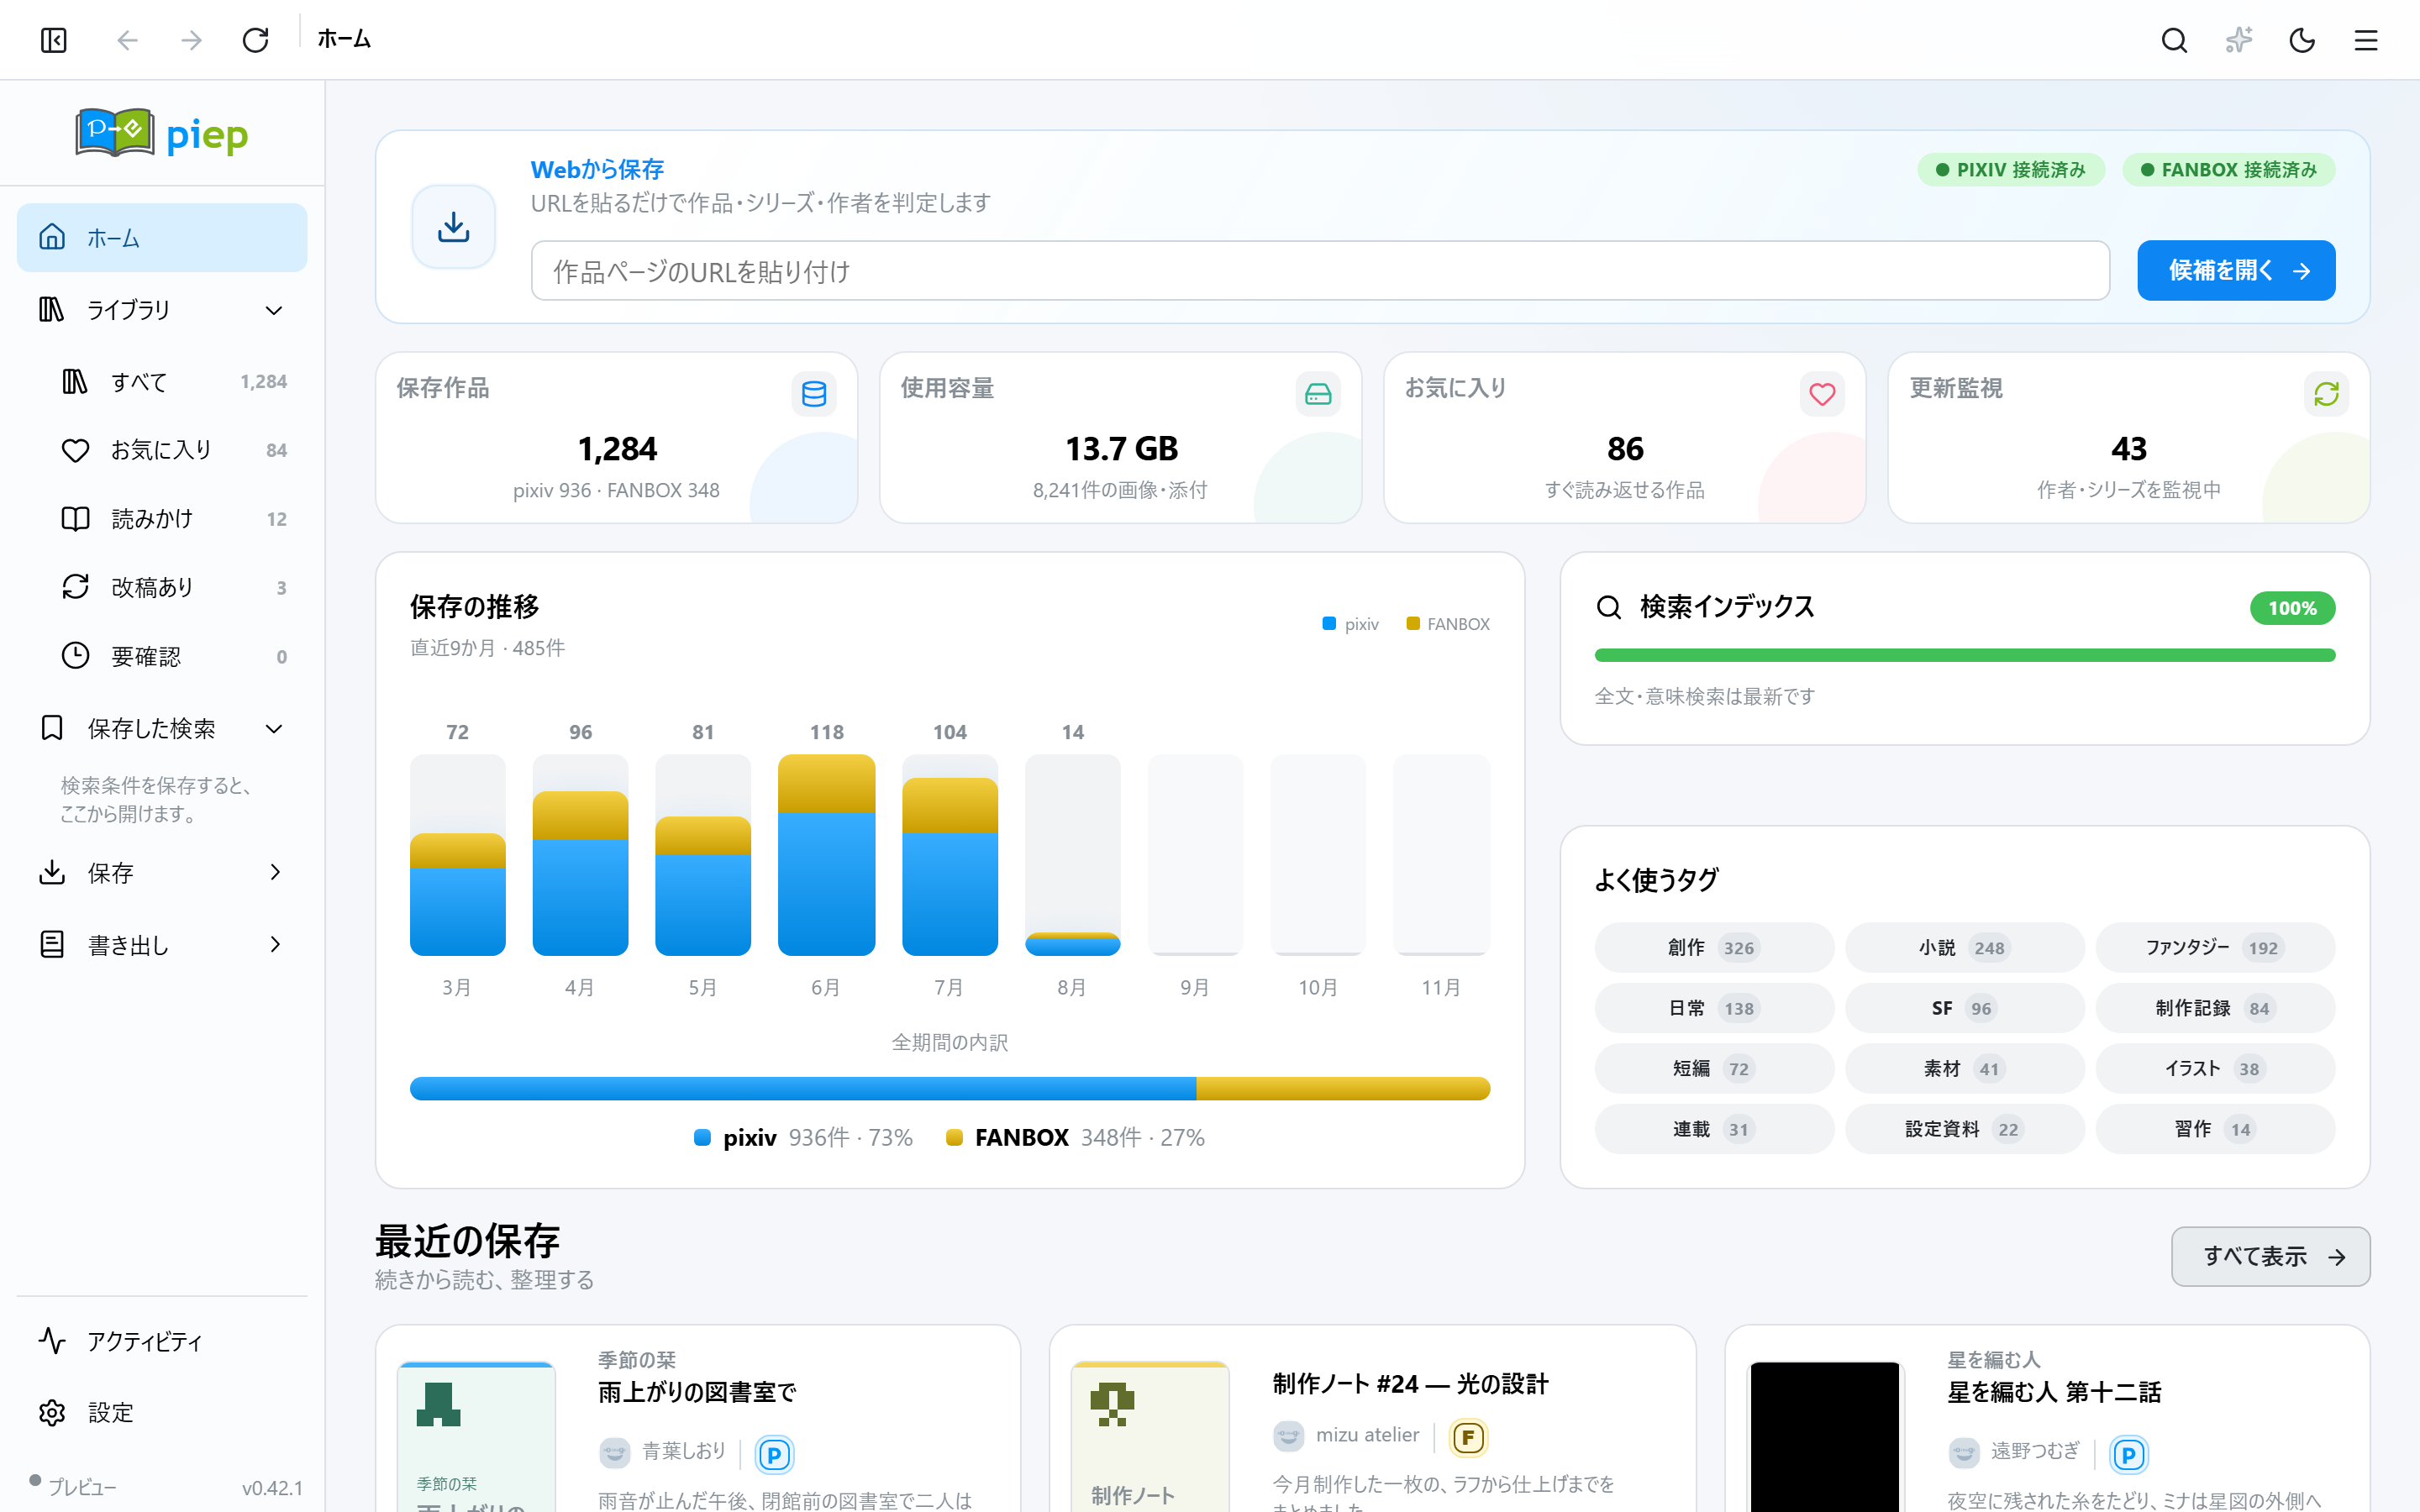 ホーム
piep
ホーム
ライブラリ
すべて 1,284
お気に入り 84
読みかけ 12
改稿あり 3
要確認 0
保存した検索
検索条件を保存すると、
ここから開けます。
保存
書き出し
アクティビティ
設定
プレビュー v0.42.1
Webから保存
URLを貼るだけで作品・シリーズ・作者を判定します
PIXIV 接続済み
FANBOX 接続済み
作品ページのURLを貼り付け
候補を開く
保存作品
1,284
pixiv 936 · FANBOX 348
使用容量
13.7 GB
8,241件の画像・添付
お気に入り
86
すぐ読み返せる作品
更新監視
43
作者・シリーズを監視中
保存の推移
直近9か月 · 485件
pixiv FANBOX
72 96 81 118 104 14
3月 4月 5月 6月 7月 8月 9月 10月 11月
全期間の内訳
pixiv 936件 · 73% FANBOX 348件 · 27%
検索インデックス
100%
全文・意味検索は最新です
よく使うタグ
創作 326 小説 248 ファンタジー 192
日常 138 SF 96 制作記録 84
短編 72 素材 41 イラスト 38
連載 31 設定資料 22 習作 14
最近の保存
続きから読む、整理する
すべて表示
季節の栞
雨上がりの図書室で
青葉しおり P
雨音が止んだ午後、閉館前の図書室で二人は
季節の栞
雨上がりの
制作ノート #24 — 光の設計
mizu atelier F
今月制作した一枚の、ラフから仕上げまでを
まとめました
制作ノート
星を編む人
星を編む人 第十二話
遠野つむぎ P
夜空に残された糸をたどり、ミナは星図の外側へ